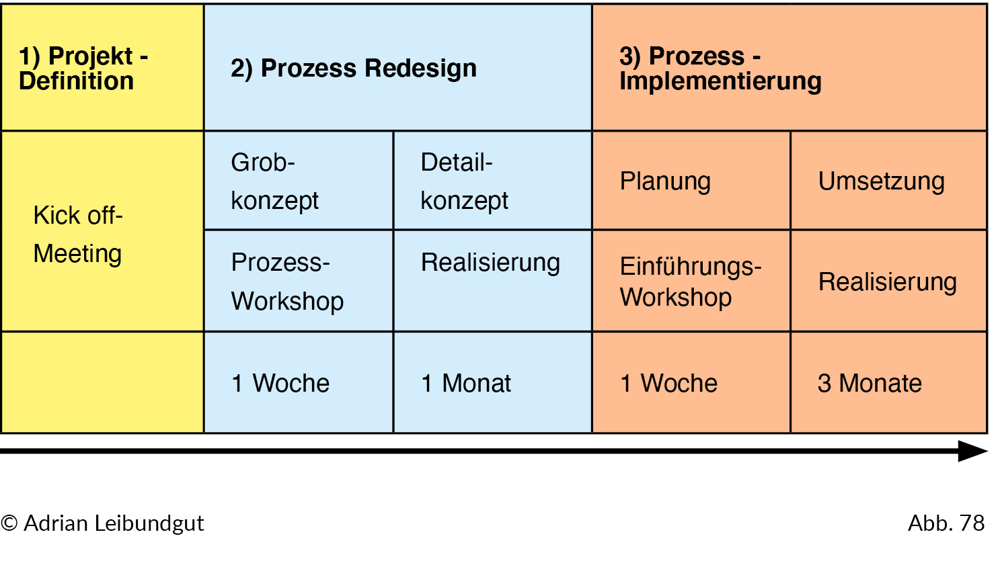 1) Projekt -
Definition
2) Prozess Redesign
3) Prozess -
Implementierung
Kick off-
Meeting
Grob-
konzept
Detail-
konzept
Planung
Umsetzung
Prozess-
Workshop
Realisierung
Einführungs-
Workshop
Realisierung
1 Woche
1 Monat
1 Woche
3 Monate
© Adrian Leibundgut
Abb. 78